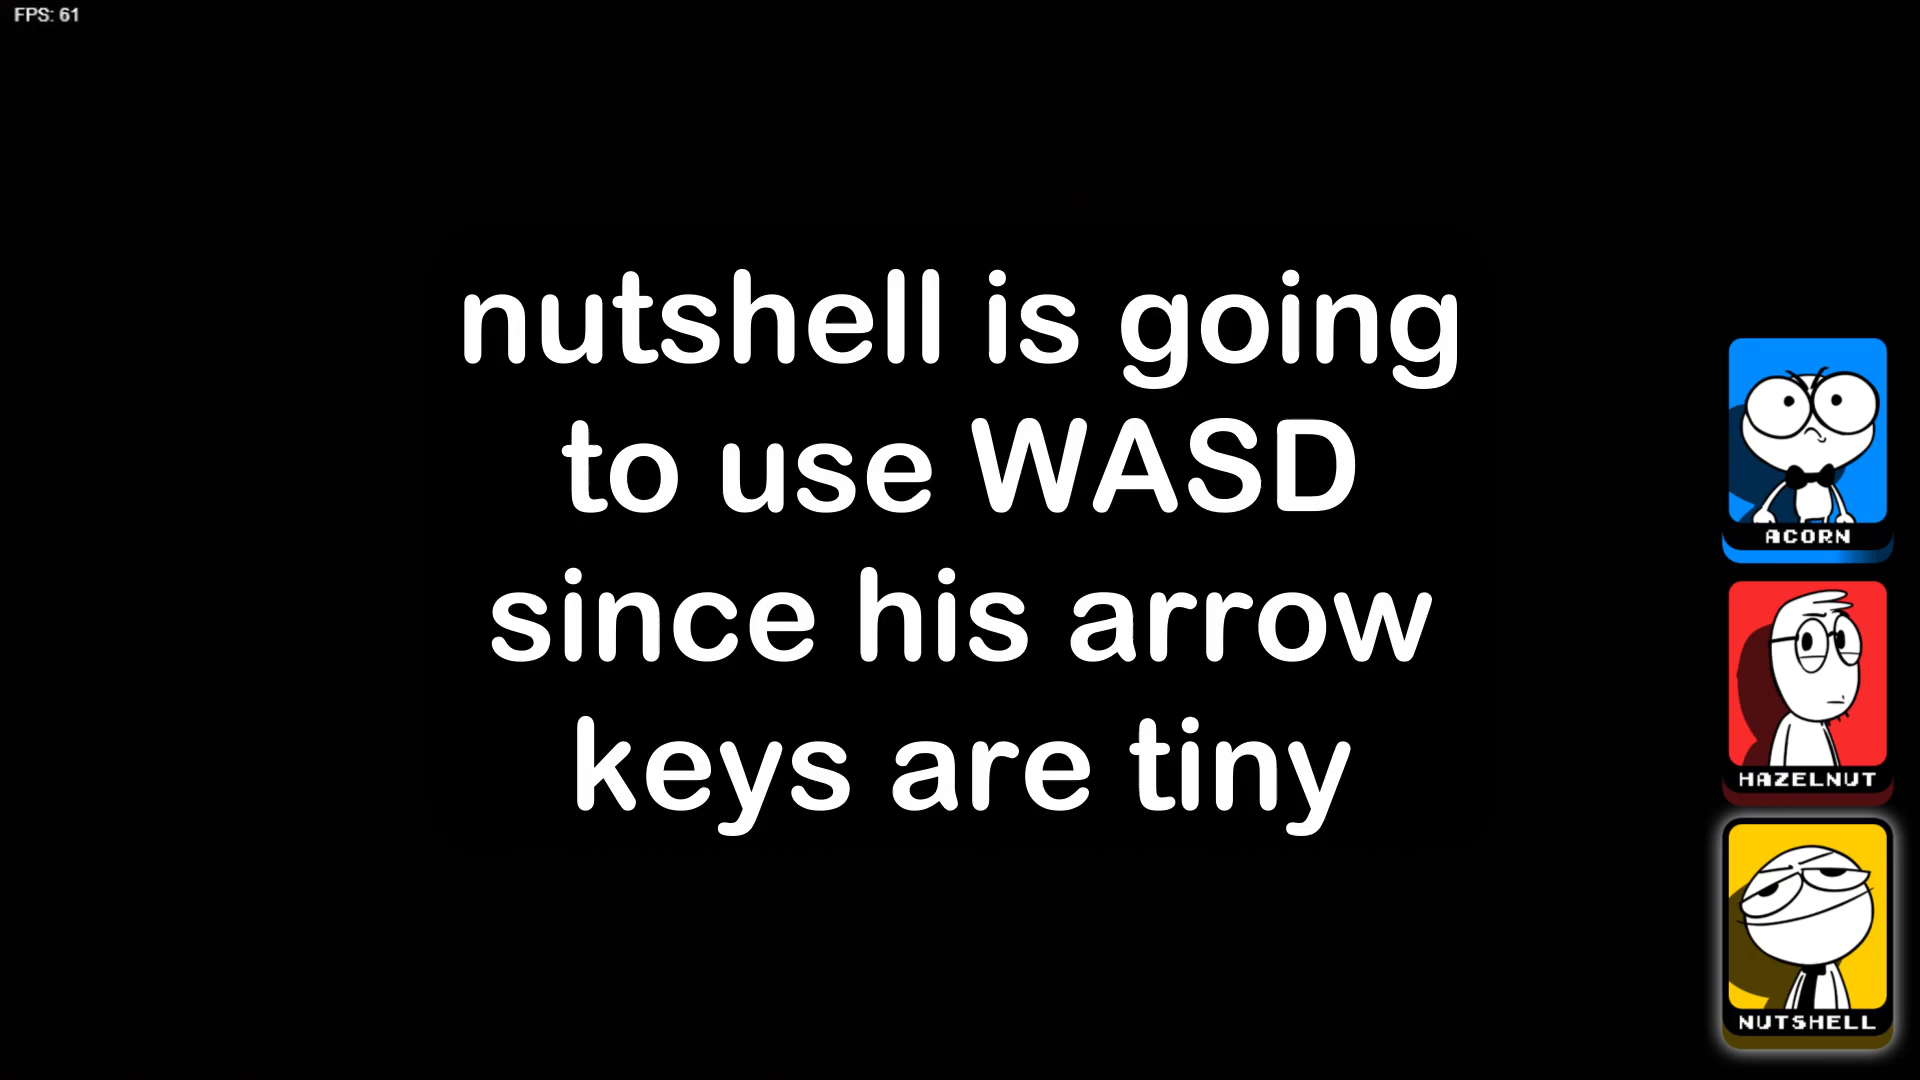 FPS: 61
nutshell is going
to use WASD
since his arrow
keys are tiny
ACORN
HAZELNUT
NUTSHELL